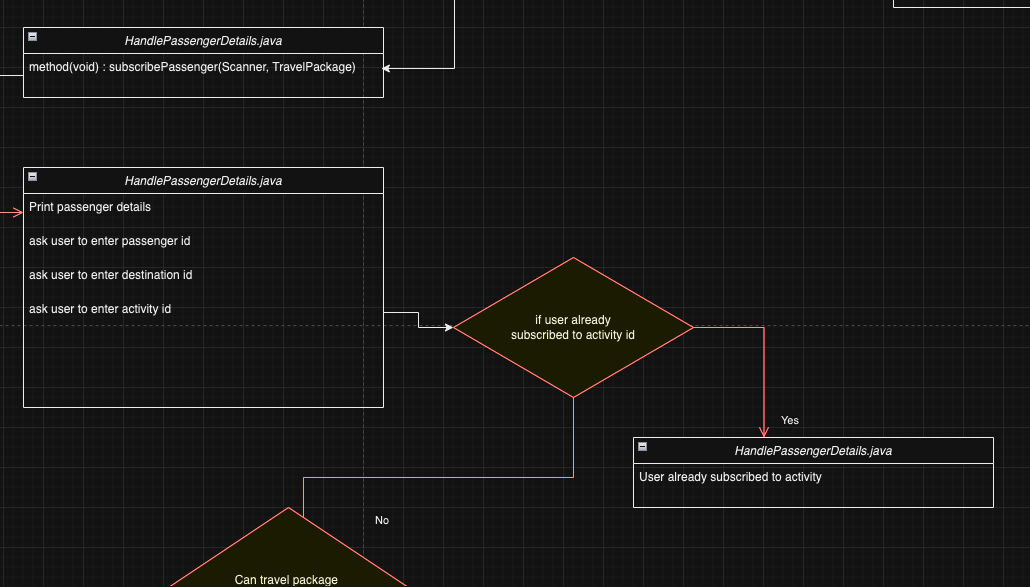 HandlePassengerDetails.java
method(void) : subscribePassenger(Scanner, TravelPackage)
HandlePassengerDetails.java
Print passenger details
ask user to enter passenger id
ask user to enter destination id
ask user to enter activity id
if user already
subscribed to activity id
Yes
HandlePassengerDetails.java
User already subscribed to activity
No
Can travel package